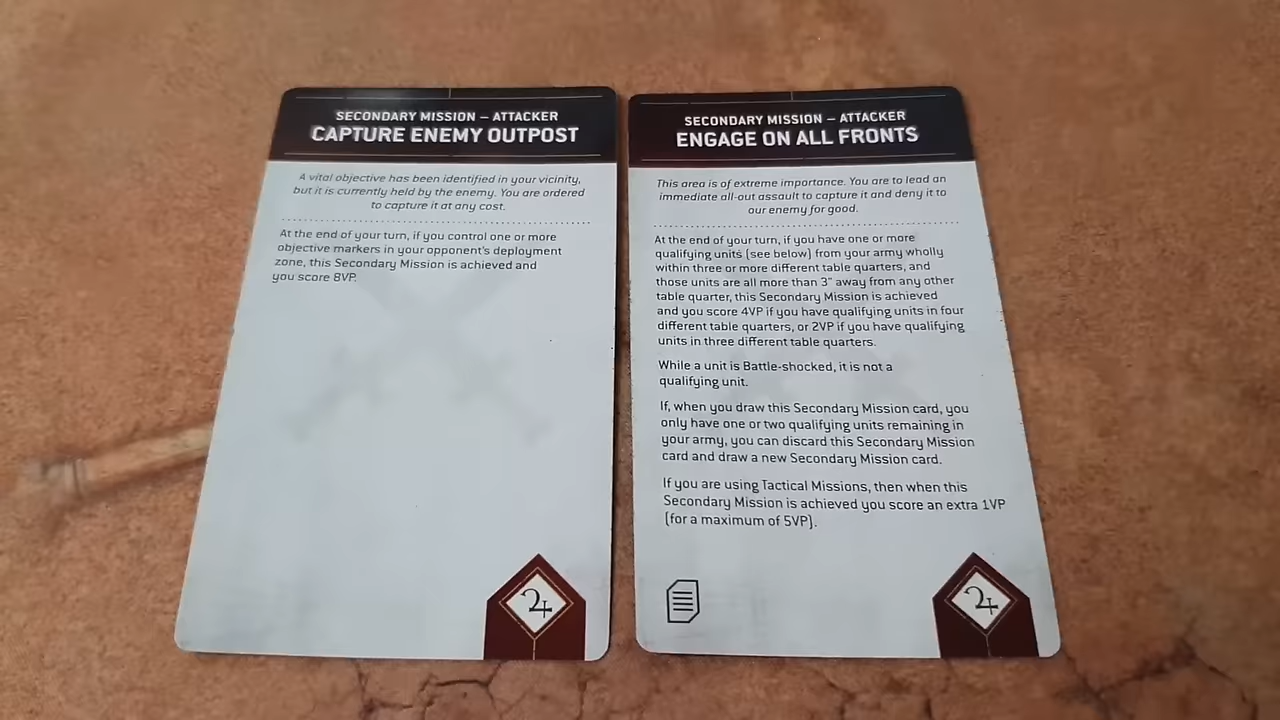 SECONDARY MISSION – ATTACKER
CAPTURE ENEMY OUTPOST
A vital objective has been identified in your vicinity,
but it is currently held by the enemy. You are ordered
to capture it at any cost.
At the end of your turn, if you control one or more
objective markers in your opponent's deployment
zone, this Secondary Mission is achieved and
you score 8VP.
SECONDARY MISSION – ATTACKER
ENGAGE ON ALL FRONTS
This area is of extreme importance. You are to lead an
immediate all-out assault to capture it and deny it to
our enemy for good.
At the end of your turn, if you have one or more
qualifying units (see below) from your army wholly
within three or more different table quarters, and
those units are all more than 3" away from any other
table quarter, this Secondary Mission is achieved
and you score 4VP if you have qualifying units in four
different table quarters, or 2VP if you have qualifying
units in three different table quarters.
While a unit is Battle-shocked, it is not a
qualifying unit.
If, when you draw this Secondary Mission card, you
only have one or two qualifying units remaining in
your army, you can discard this Secondary Mission
card and draw a new Secondary Mission card.
If you are using Tactical Missions, then when this
Secondary Mission is achieved you score an extra 1VP
(for a maximum of 5VP).